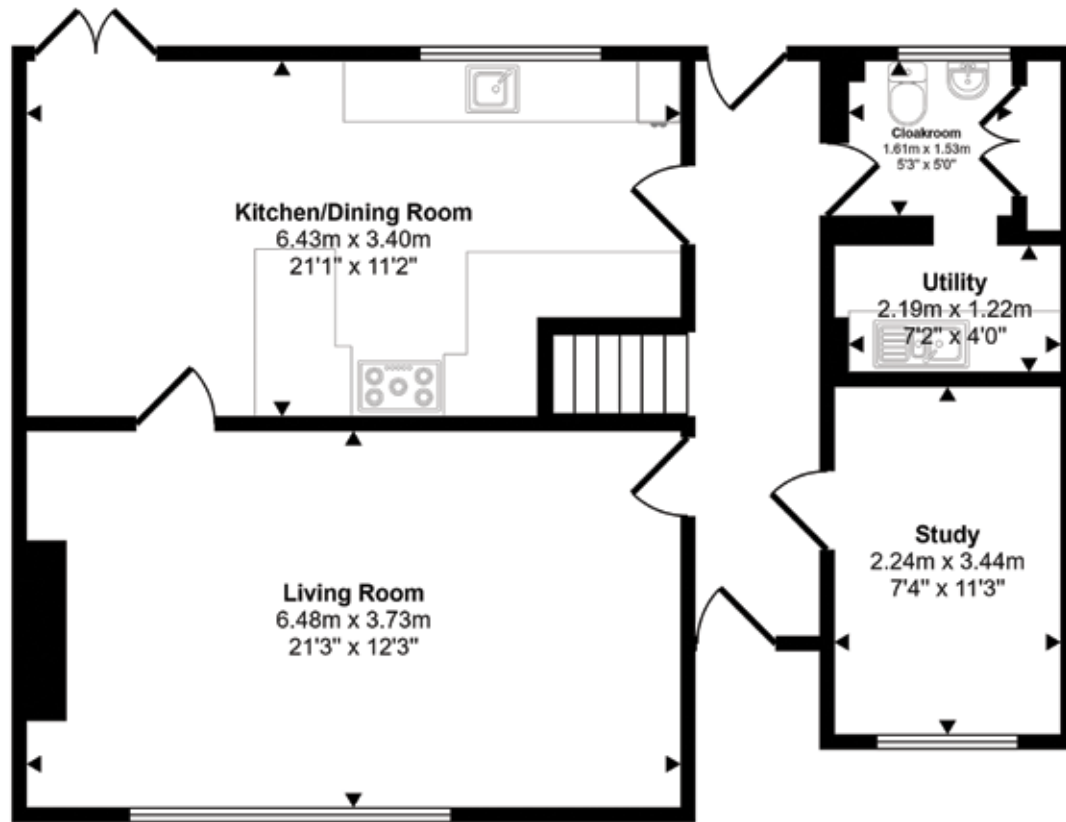 Kitchen/Dining Room
6.43m x 3.40m
21'1" x 11'2"
Cloakroom
1.61m x 1.53m
5'3" x 5'0"
Utility
2.19m x 1.22m
7'2" x 4'0"
Living Room
6.48m x 3.73m
21'3" x 12'3"
Study
2.24m x 3.44m
7'4" x 11'3"